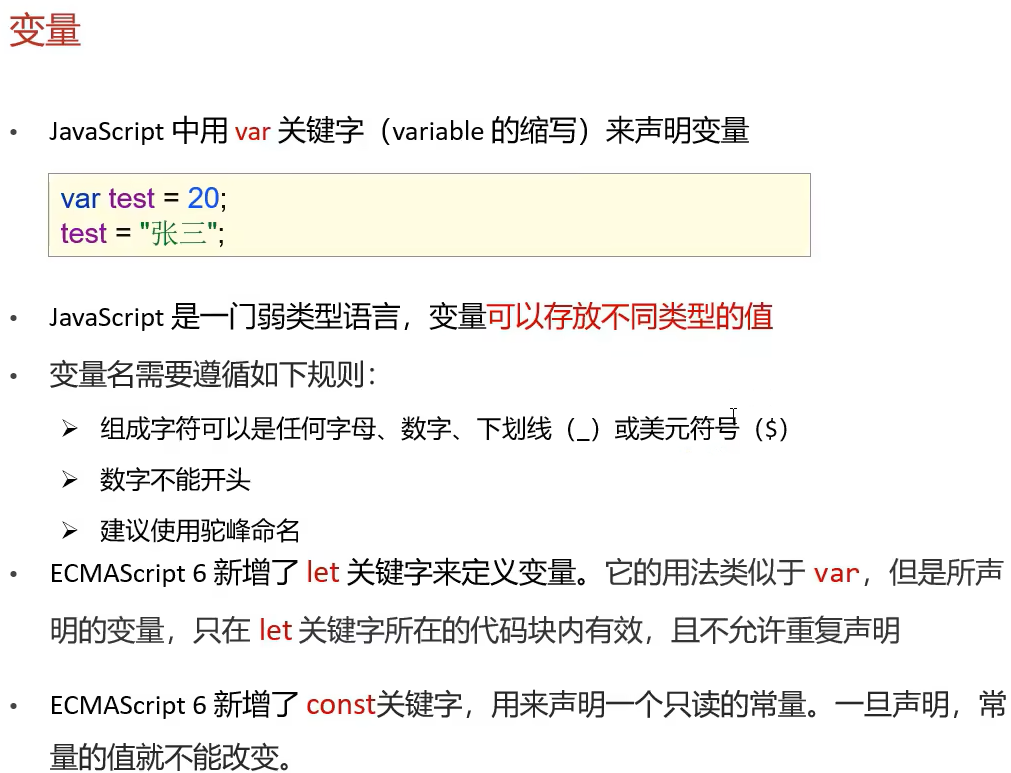 变量
• JavaScript 中用 var 关键字（variable 的缩写）来声明变量
var test = 20;
test = "张三";
• JavaScript 是一门弱类型语言，变量可以存放不同类型的值
• 变量名需要遵循如下规则：
➢ 组成字符可以是任何字母、数字、下划线（_）或美元符号（$）
➢ 数字不能开头
➢ 建议使用驼峰命名
• ECMAScript 6 新增了 let 关键字来定义变量。它的用法类似于 var，但是所声
明的变量，只在 let 关键字所在的代码块内有效，且不允许重复声明
• ECMAScript 6 新增了 const关键字，用来声明一个只读的常量。一旦声明，常
量的值就不能改变。